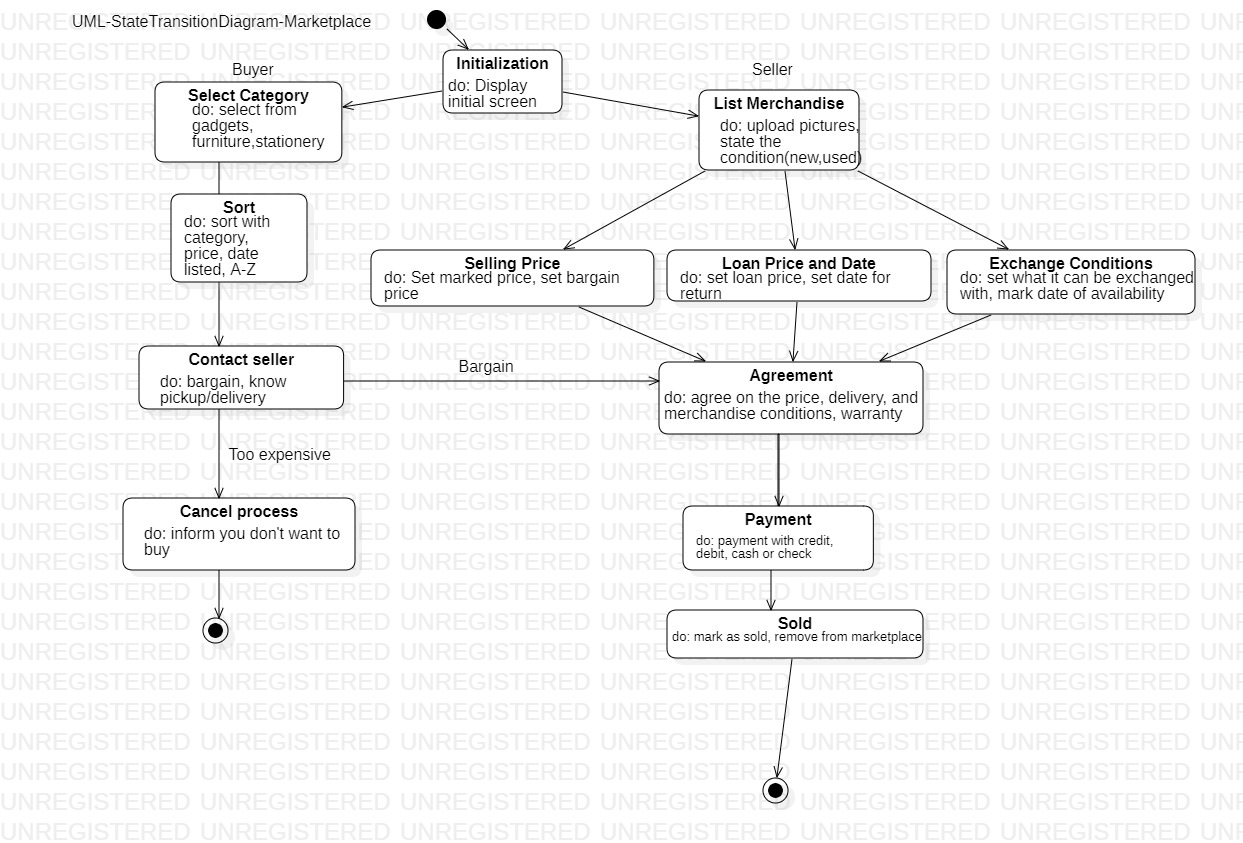 UML-StateTransitionDiagram-Marketplace
Initialization
do: Display
initial screen
Buyer
Seller
Select Category
do: select from
gadgets,
furniture,stationery
List Merchandise
do: upload pictures,
state the
condition(new,used)
Sort
do: sort with
category,
price, date
listed, A-Z
Selling Price
do: Set marked price, set bargain
price
Loan Price and Date
do: set loan price, set date for
return
Exchange Conditions
do: set what it can be exchanged
with, mark date of availability
Contact seller
do: bargain, know
pickup/delivery
Bargain
Agreement
do: agree on the price, delivery, and
merchandise conditions, warranty
Too expensive
Cancel process
do: inform you don't want to
buy
Payment
do: payment with credit,
debit, cash or check
Sold
do: mark as sold, remove from marketplace
UNREGISTERED